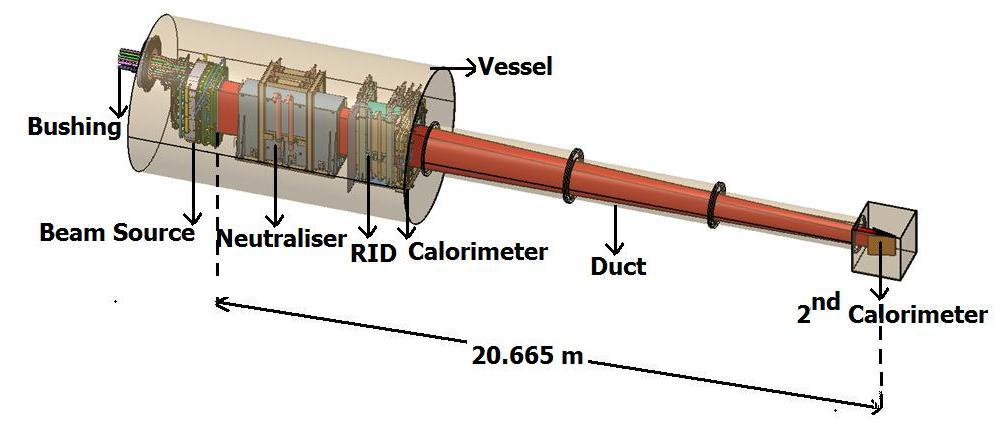 Vessel
Bushing
Beam Source
Neutraliser
RID
Calorimeter
Duct
2nd Calorimeter
20.665 m